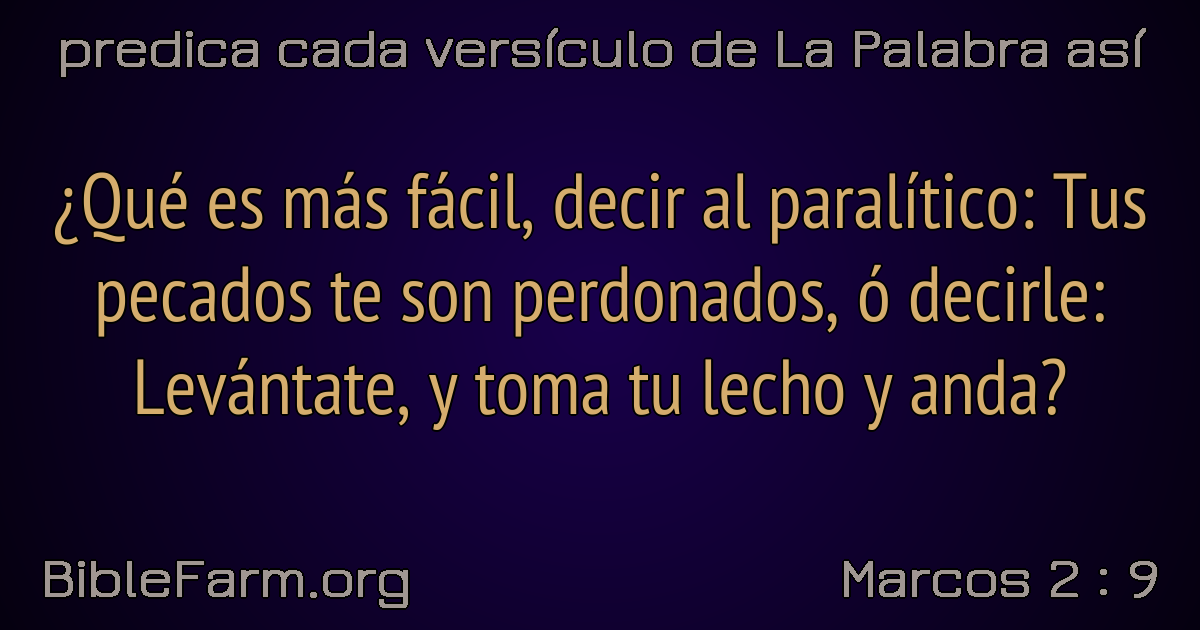 predica cada versículo de La Palabra así
¿Qué es más fácil, decir al paralítico: Tus
pecados te son perdonados, ó decirle:
Levántate, y toma tu lecho y anda?
BibleFarm.org
Marcos 2 : 9